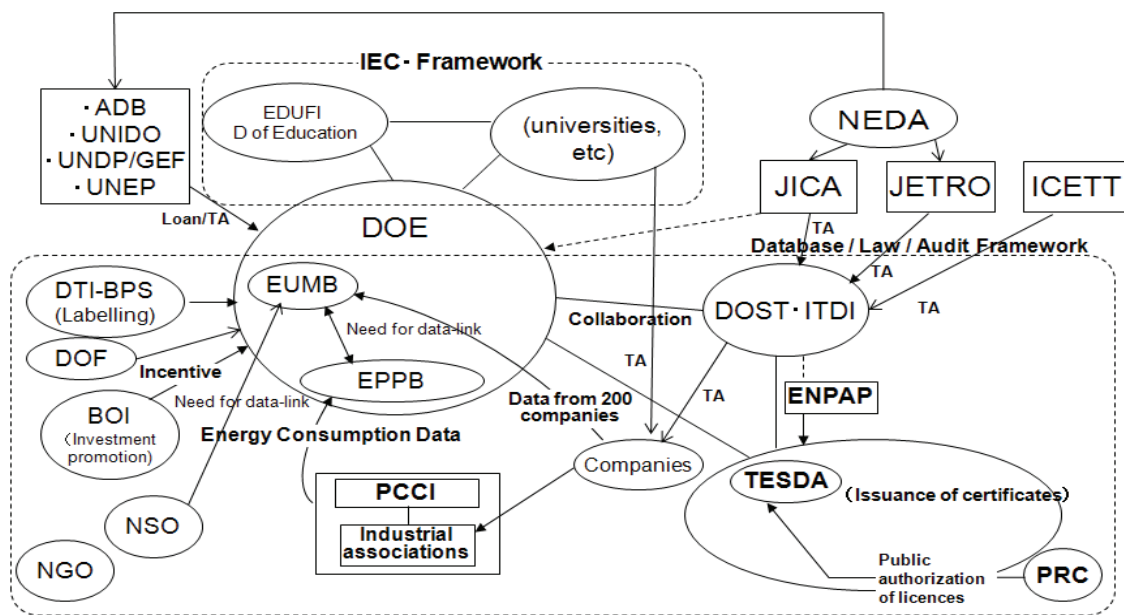 IEC- Framework
・ADB
・UNIDO
・UNDP/GEF
・UNEP
EDUFI
D of Education
(universities,
etc)
NEDA
JICA
JETRO
ICETT
Loan/TA
DOE
TA
Database / Law / Audit Framework
TA
TA
DTI-BPS
(Labelling)
EUMB
DOST・ITDI
Collaboration
Need for data-link
DOF
Incentive
EPPB
TA
TA
ENPAP
BOI
(Investment
promotion)
Need for data-link
Data from 200
companies
Energy Consumption Data
Companies
TESDA
(Issuance of certificates)
PCCI
Industrial
associations
NSO
NGO
Public
authorization
of licences
PRC